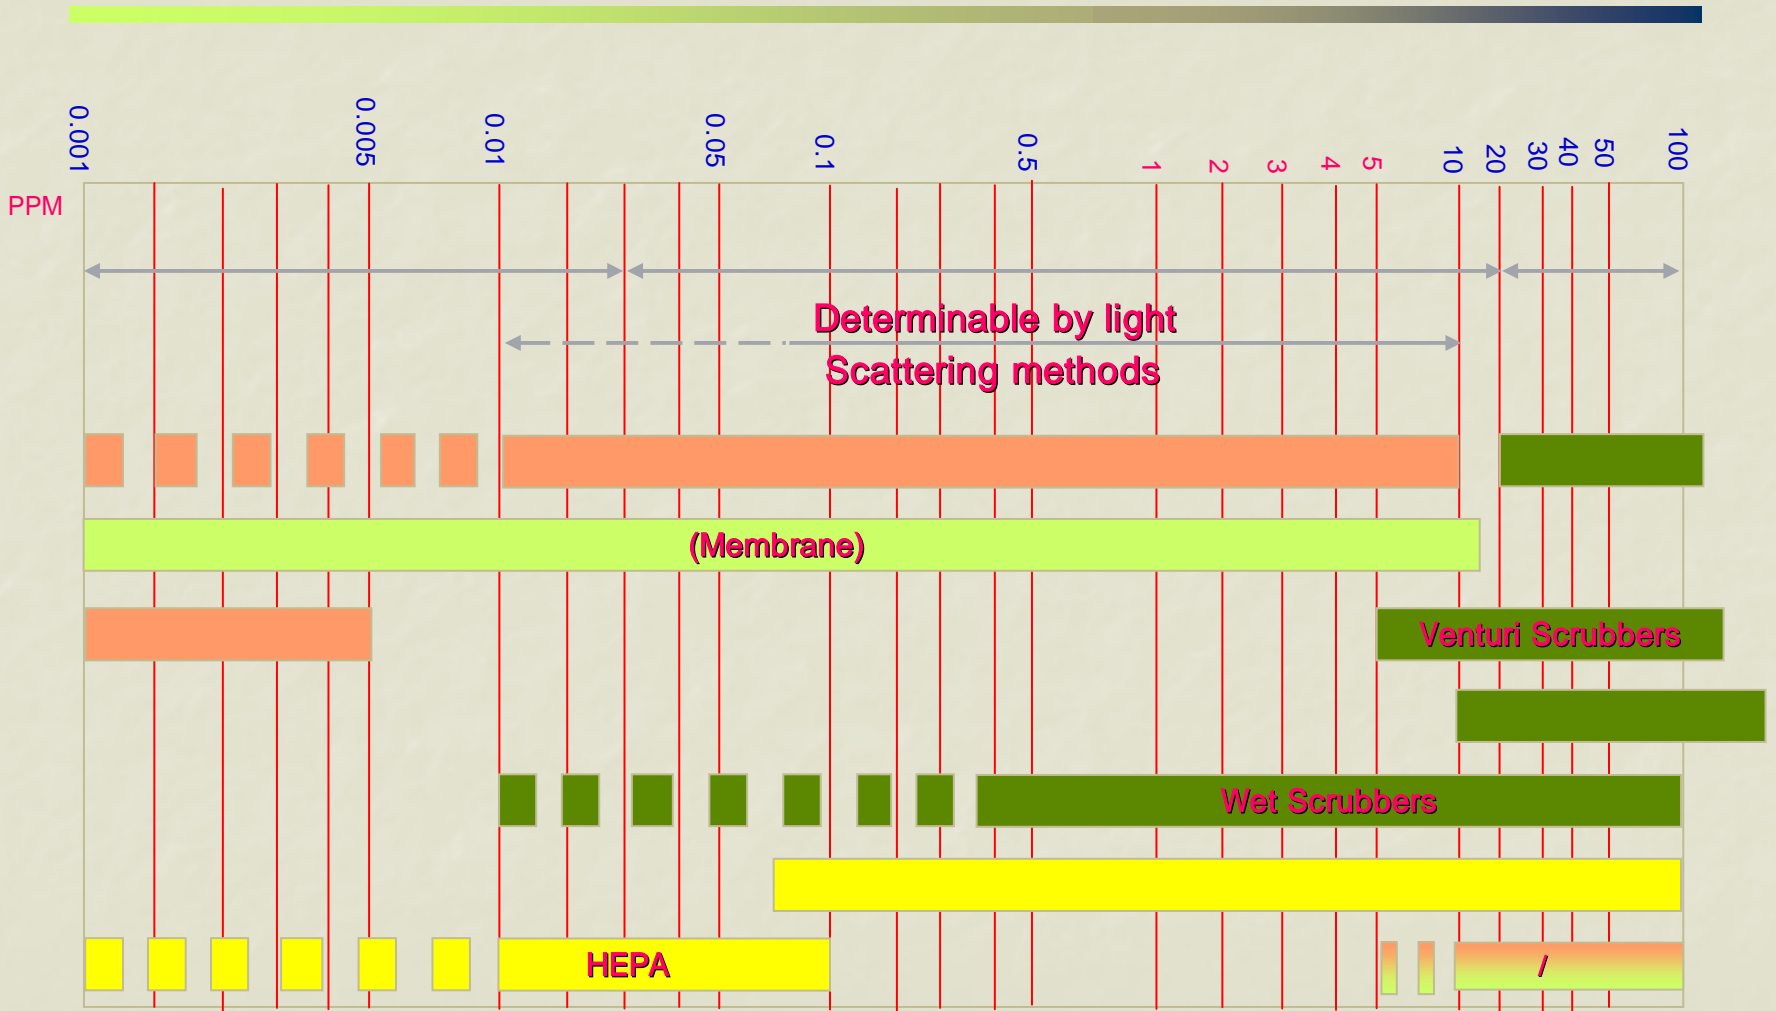 0.0001
0.005
0.01
0.05
0.1
0.5
1
2
3
4
5
10
20
30
40
50
100
PPM
Determinable by light
Scattering methods
(Membrane)
Venturi Scrubbers
Wet Scrubbers
HEPA
/